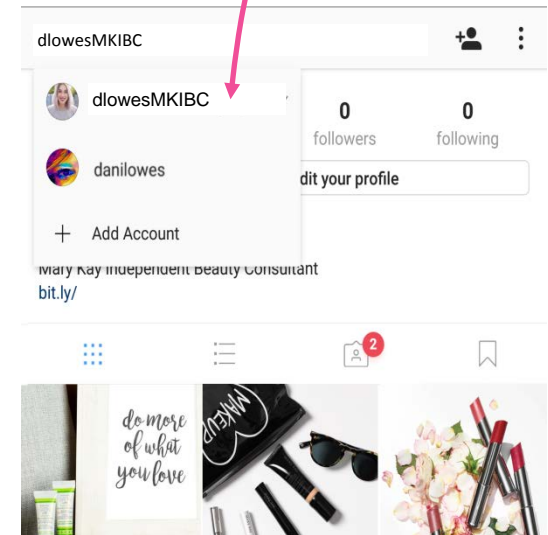 dlowesMKIBC
dlowesMKIBC
0 0
followers following
danilowes
dit your profile
Add Account
Mary Kay Independent Beauty Consultant
bit.ly/
2
do more
of what
you love
MAKEUP